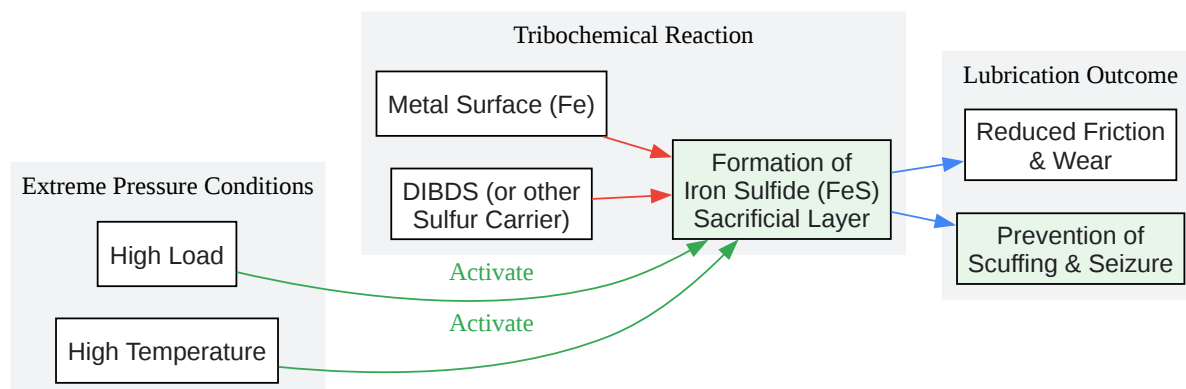 Extreme Pressure Conditions
High Load
High Temperature
Activate
Activate
Tribochemical Reaction
Metal Surface (Fe)
DIBDS (or other
Sulfur Carrier)
Formation of
Iron Sulfide (FeS)
Sacrificial Layer
Lubrication Outcome
Reduced Friction
& Wear
Prevention of
Scuffing & Seizure